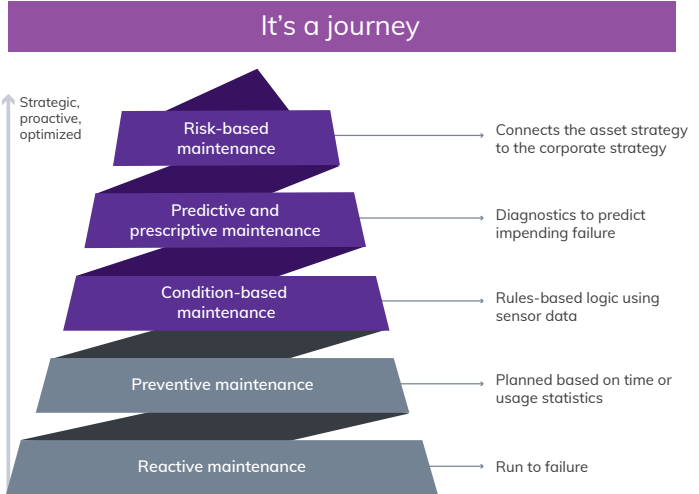 It's a journey
Strategic,
proactive,
optimized
Risk-based
maintenance
Connects the asset strategy
to the corporate strategy
Predictive and
prescriptive maintenance
Diagnostics to predict
impending failure
Condition-based
maintenance
Rules-based logic using
sensor data
Preventive maintenance
Planned based on time or
usage statistics
Reactive maintenance
Run to failure